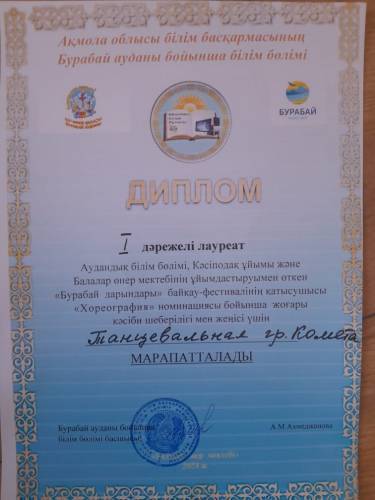 Ақмола облысы білім басқармасының
Бурабай ауданы бойынша білім бөлімі
БУРАБАЙ
ДИПЛОМ
I дәрежелі лауреат
Аудандық білім бөлімі, Кәсіподақ ұйымы және
Балалар өнер мектебінің ұйымдастыруымен өткен
«Бурабай дарындары» байқау-фестивалінің қатысушысы
«Хореография» номинациясы бойынша жоғары
кәсіби шеберлігі мен жеңісі үшін
Танцевальная гр. Комета
МАРАПАТТАЛАДЫ
Бурабай ауданы бойынша
білім бөлімі басшысы
А.М.Ахмеджанова